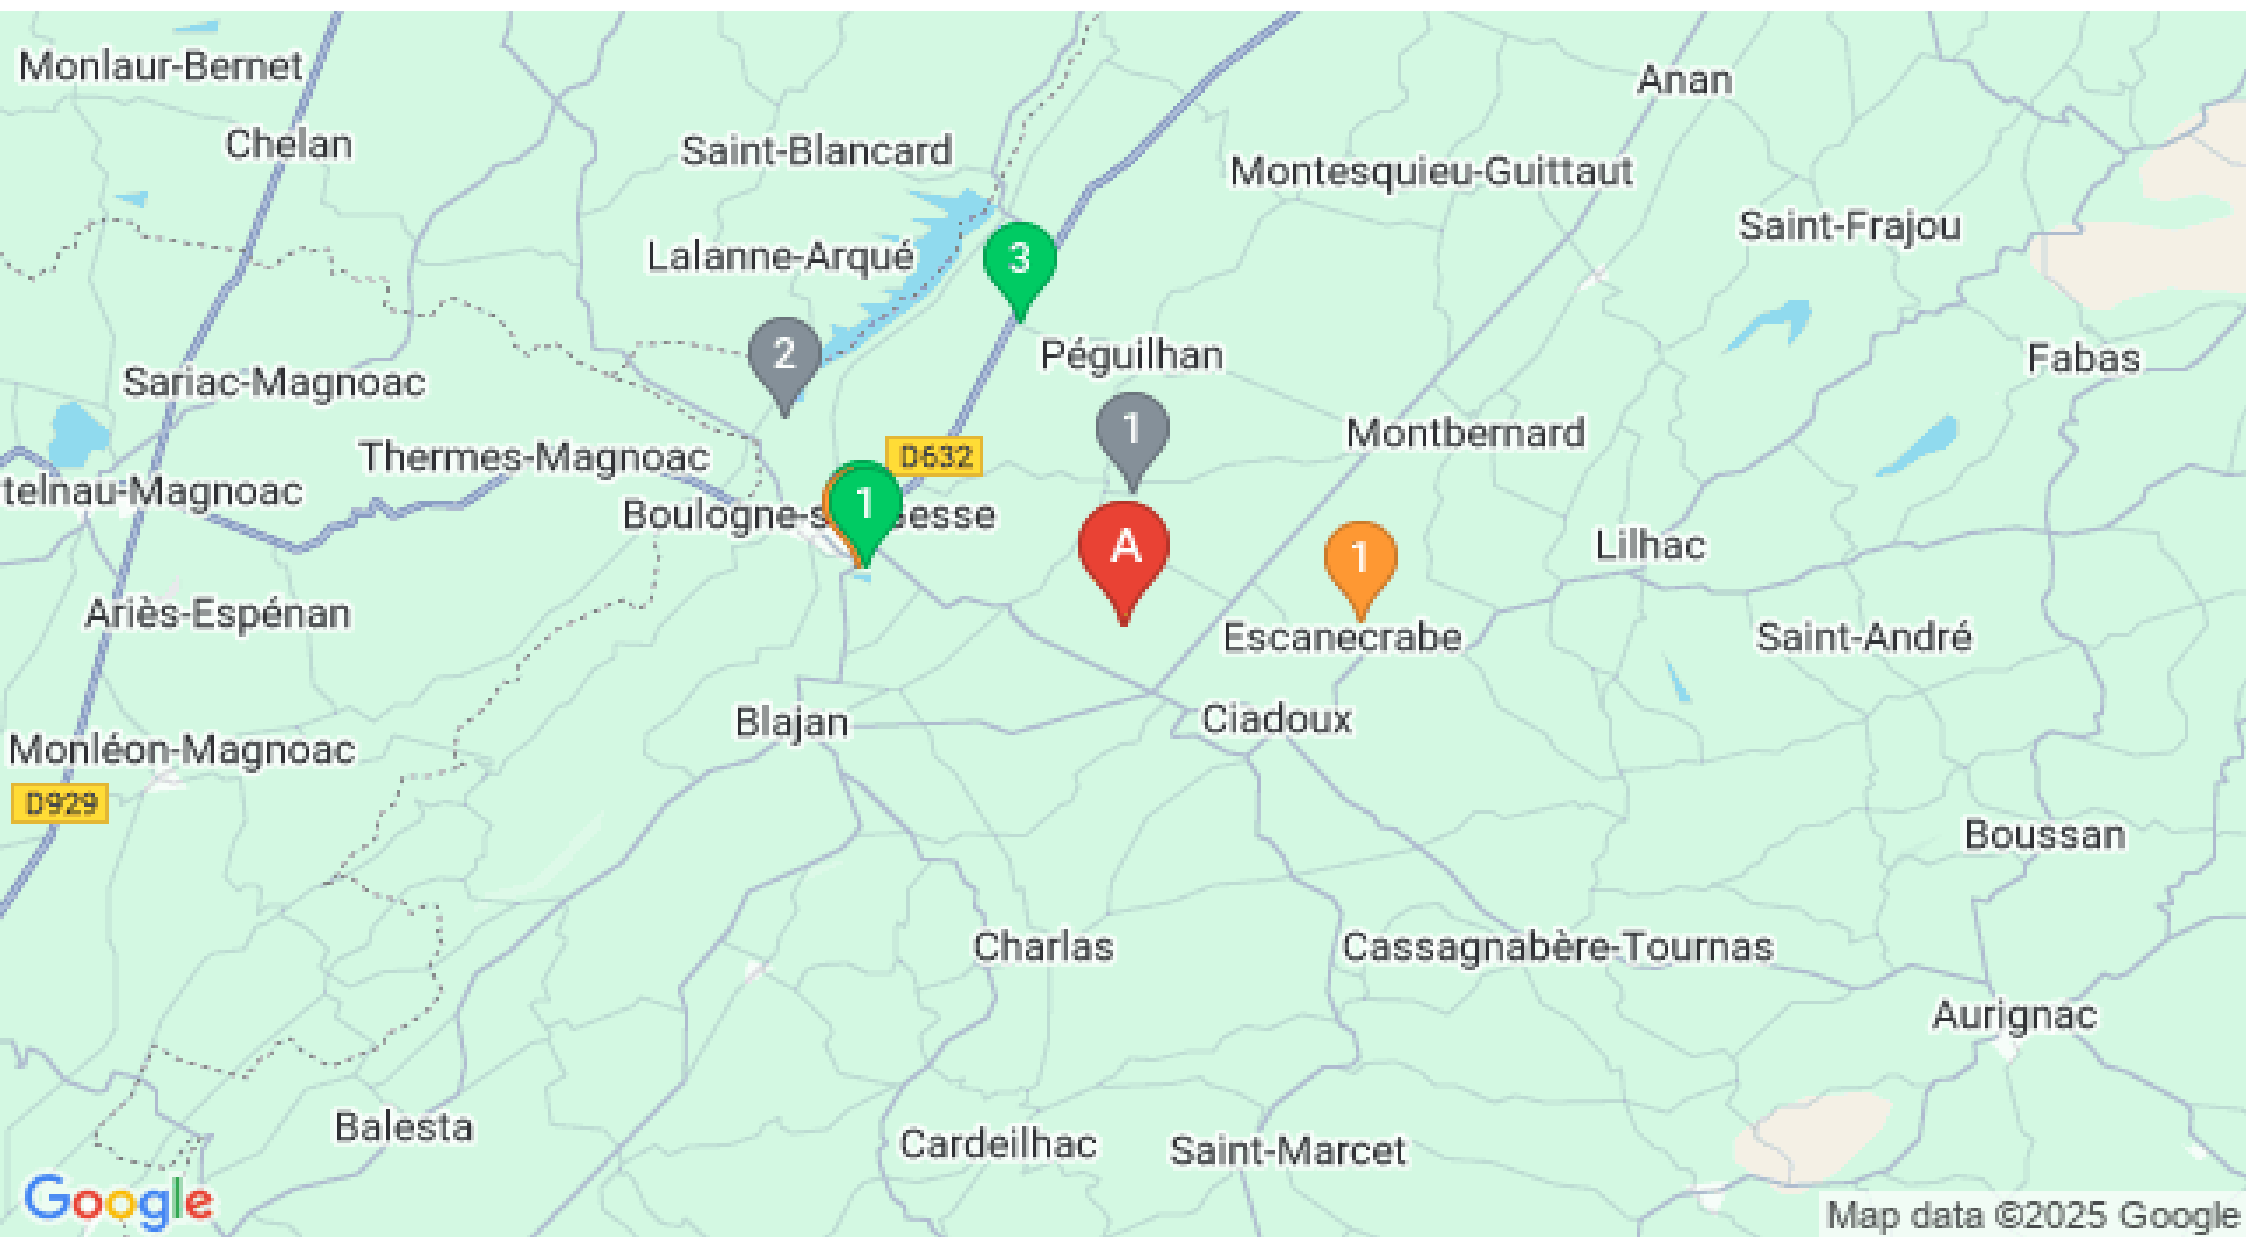 Monlaur-Bernet
Anan
Chelan
Saint-Blancard
Montesquieu-Guittaut
Saint-Frajou
Lalanne-Arqué
3
2
Péguilhan
Fabas
Sariac-Magnoac
1
Montbernard
Thermes-Magnoac
D632
telnau-Magnoac
1
Boulogne-s
esse
A
1
Lilhac
Ariès-Espénan
Escanecrabe
Saint-André
Blajan
Ciadoux
Monléon-Magnoac
D929
Boussan
Charlas
Cassagnabère-Tournas
Aurignac
Balesta
Cardeilhac
Saint-Marcet
Google
Map data ©2025 Google